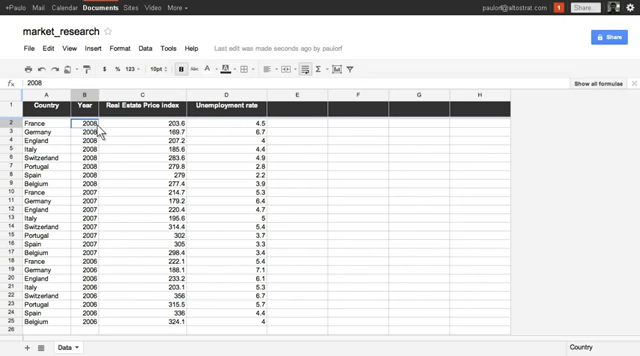 +Paulo Mail Calendar Documents Sites Video More paulorf@altostrat.com 1 Share...
market_research
File Edit View Insert Format Data Tools Help Last edit was made seconds ago by paulorf Share
$ % 123 10pt B Abc A A Σ
fx 2008 Show all formulas
A B C D E F G H
1 Country Year Real Estate Price index Unemployment rate
2 France 2008 203.6 4.5
3 Germany 2008 169.7 6.7
4 England 2008 207.2 4
5 Italy 2008 185.6 4.4
6 Switzerland 2008 283.6 4.9
7 Portugal 2008 279.8 2.8
8 Spain 2008 279 2.2
9 Belgium 2008 277.4 3.9
10 France 2007 214.7 5.3
11 Germany 2007 179.2 6.4
12 England 2007 220.4 4.7
13 Italy 2007 195.6 5
14 Switzerland 2007 314.4 5.4
15 Portugal 2007 302 3.7
16 Spain 2007 305 3.3
17 Belgium 2007 298.4 3.4
18 France 2006 222.1 5.4
19 Germany 2006 188.1 7.1
20 England 2006 233.2 6.1
21 Italy 2006 203.1 5.3
22 Switzerland 2006 356 6.7
23 Portugal 2006 315.5 5.7
24 Spain 2006 336 4.4
25 Belgium 2006 324.1 4
26
+ Data Country